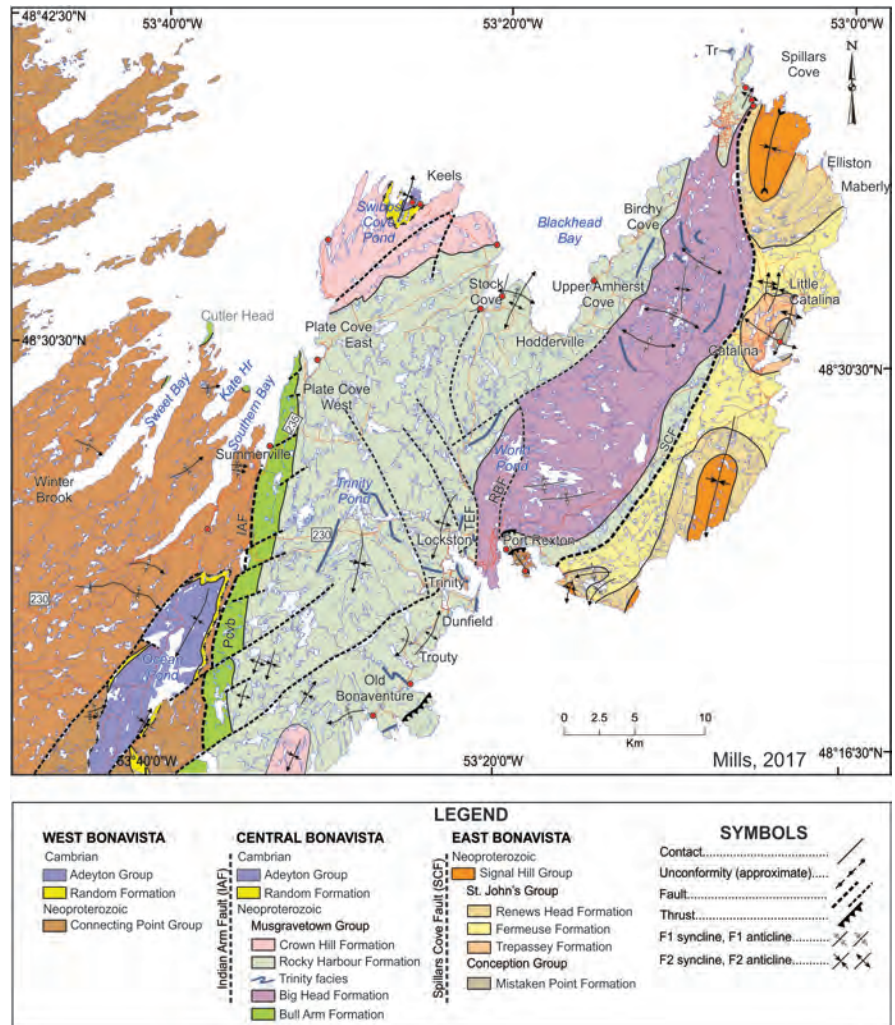 48°42'30"N
53°40'0"W
53°20'0"W
53°0'0"W
Tr
Spillars
Cove
N
Keels
Elliston
Maberly
Swibbs
Cove
Pond
Birchy
Cove
Blackhead
Bay
Stock
Cove
Upper Amherst
Cove
Little
Catalina
Cutler Head
Plate Cove
East
Hodderville
Catalina
48°30'30"N
48°30'30"N
Sweet Bay
Kate Hr
Southern Bay
Plate Cove
West
235
Summerville
SCF
Winter
Brook
Trinity
Pond
World
Pond
IAF
TEF
RBF
230
Lockston
Port Rexton
230
Trinity
Pcvb
Dunfield
Ocean
Pond
Trouty
Old
Bonaventure
0 2.5 5 10
Km
Mills, 2017
48°16'30"N
53°40'0"W
53°20'0"W
LEGEND
WEST BONAVISTA
Cambrian
Adeyton Group
Random Formation
Neoproterozoic
Connecting Point Group
Indian Arm Fault (IAF)
CENTRAL BONAVISTA
Cambrian
Adeyton Group
Random Formation
Neoproterozoic
Musgravetown Group
Crown Hill Formation
Rocky Harbour Formation
Trinity facies
Big Head Formation
Bull Arm Formation
Spillars Cove Fault (SCF)
EAST BONAVISTA
Neoproterozoic
Signal Hill Group
St. John's Group
Renews Head Formation
Fermeuse Formation
Trepassey Formation
Conception Group
Mistaken Point Formation
SYMBOLS
Contact
Unconformity (approximate)
Fault
Thrust
F1 syncline, F1 anticline
F2 syncline, F2 anticline